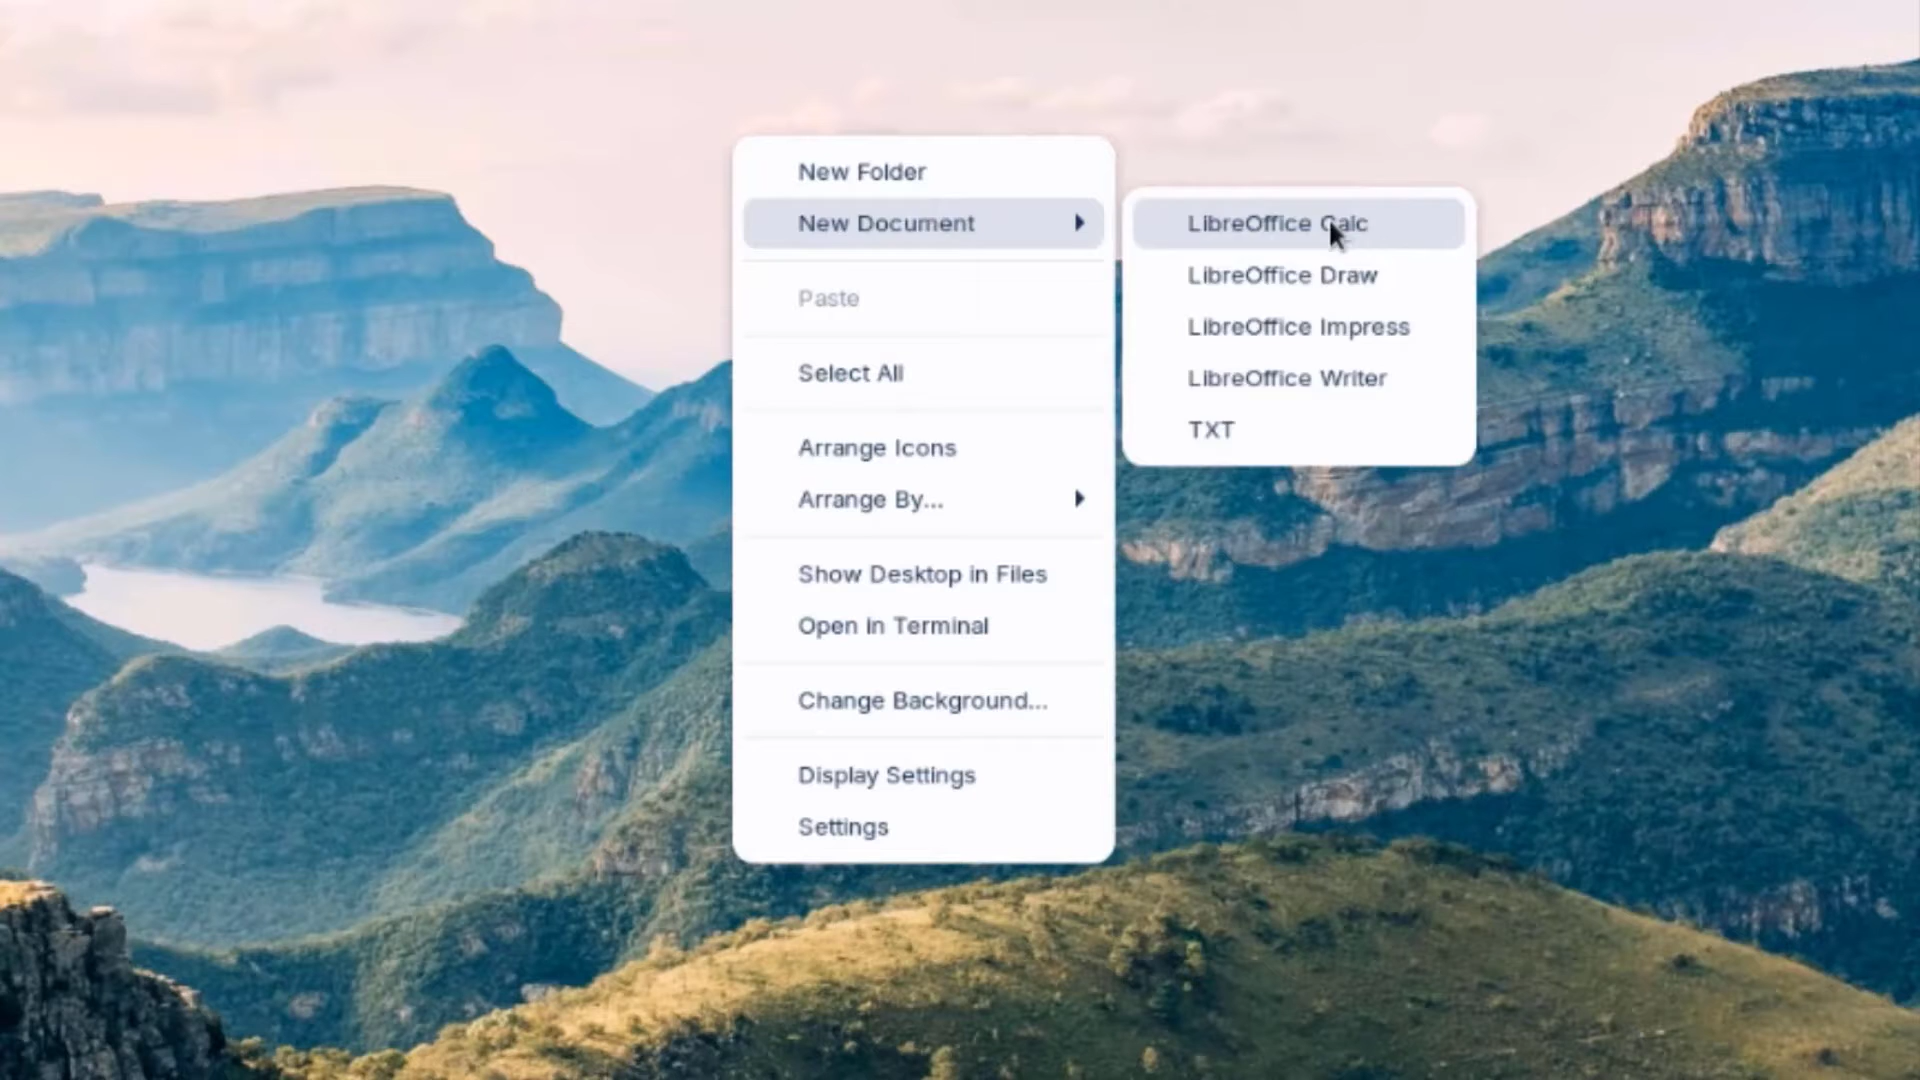 New Folder
New Document
Paste
Select All
Arrange Icons
Arrange By...
Show Desktop in Files
Open in Terminal
Change Background...
Display Settings
Settings
LibreOffice Calc
LibreOffice Draw
LibreOffice Impress
LibreOffice Writer
TXT